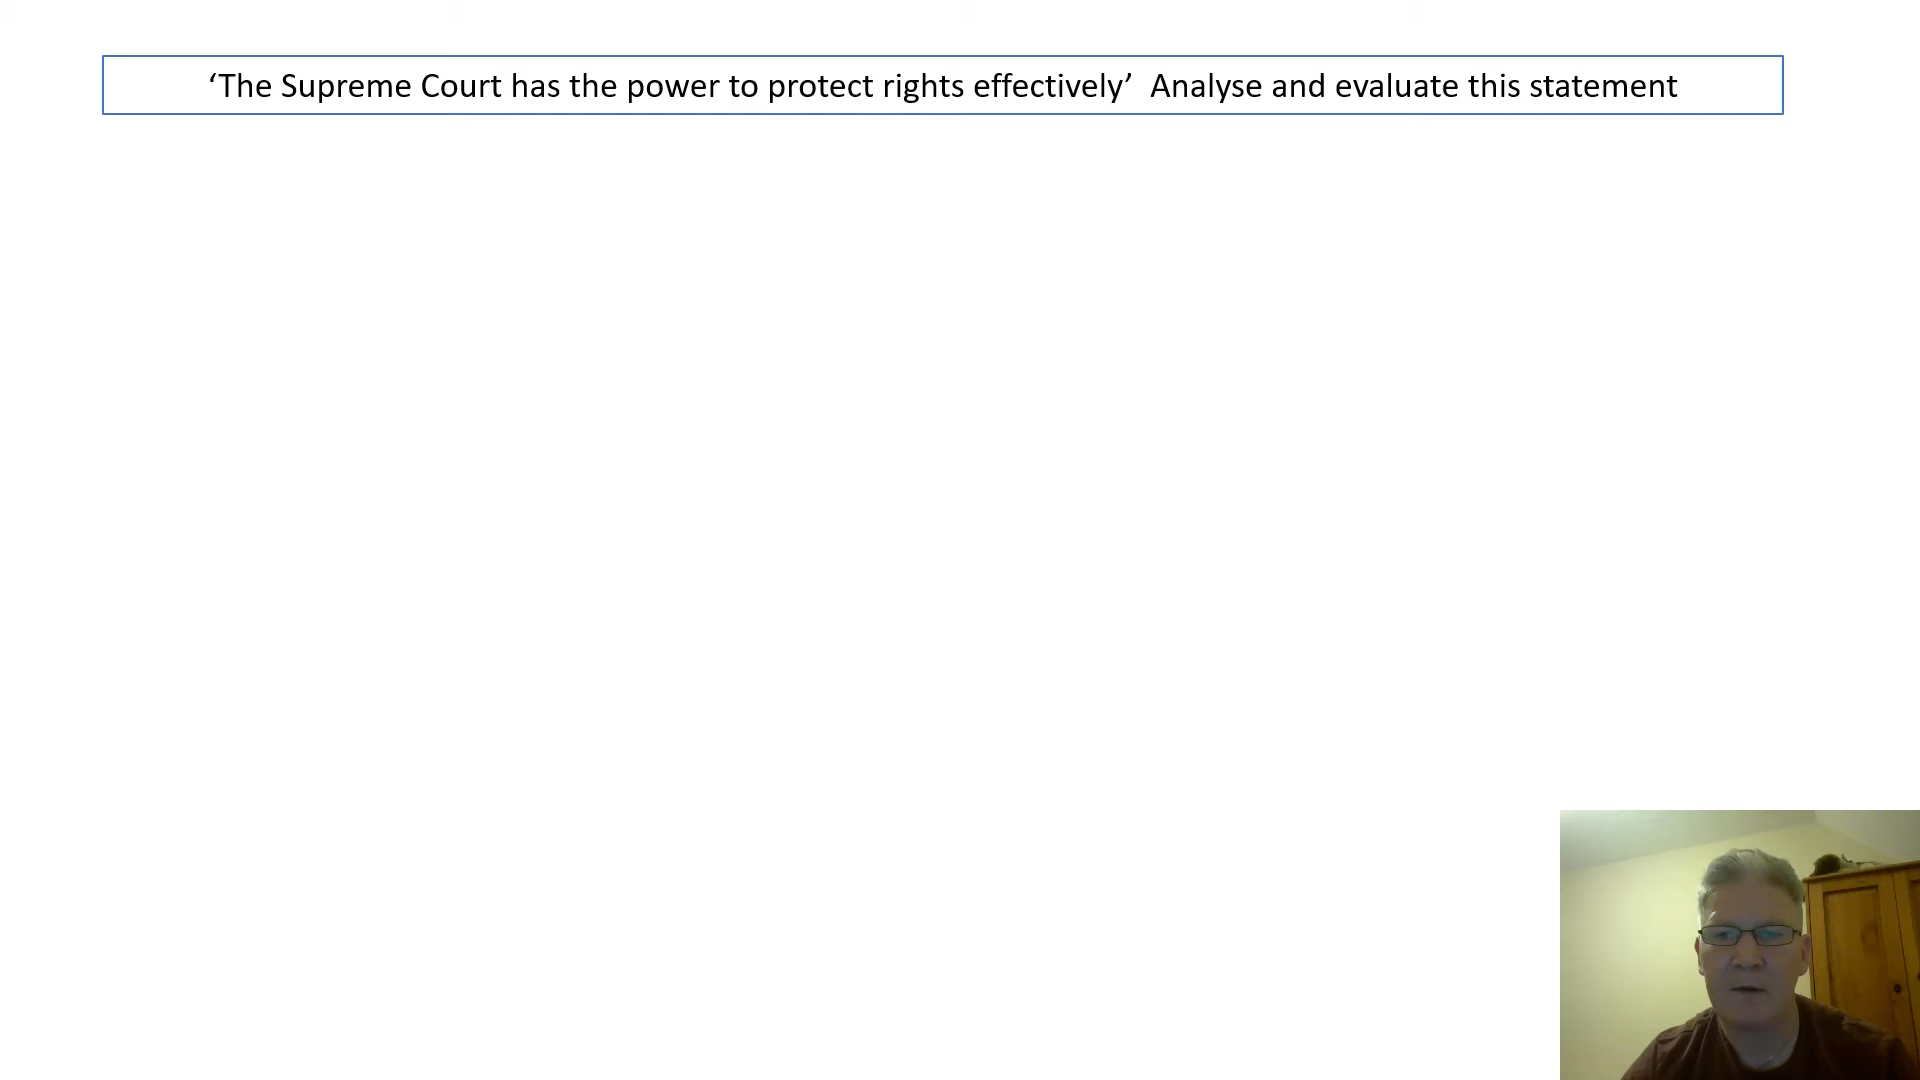 ‘The Supreme Court has the power to protect rights effectively’  Analyse and evaluate this statement